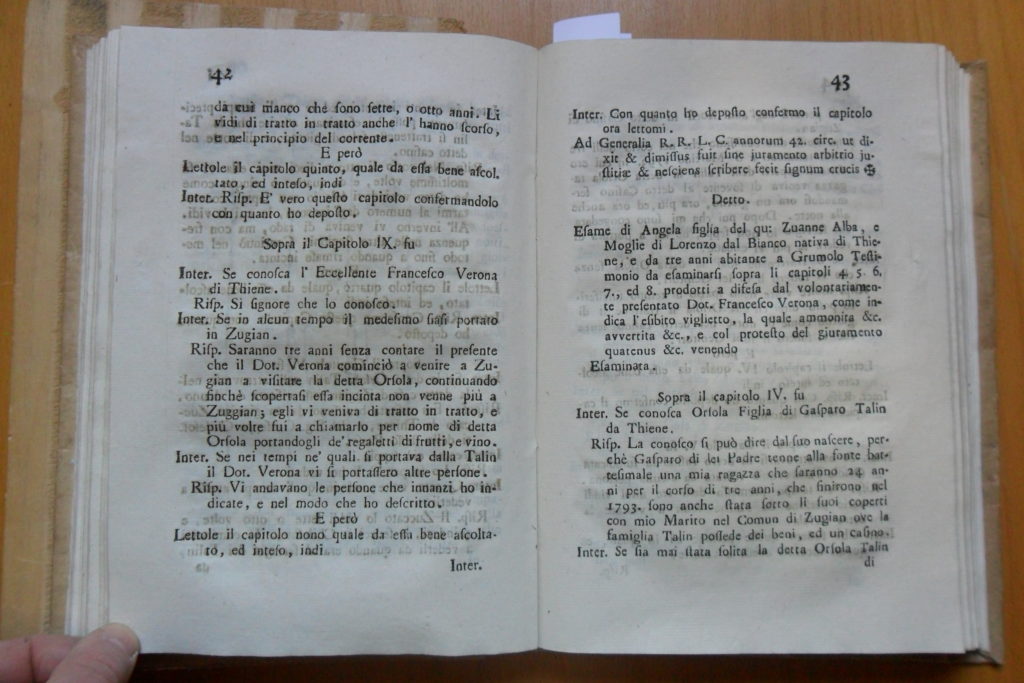 42
da cui manco che sono sette, o otto anni. Li
vidi di tratto in tratto anche l' hanno scorso,
e nel principio del corrente.
E però
Lettole il capitolo quinto, quale da essa bene ascol.
tato, ed inteso, indi
Inter. Risp. E' vero questo capitolo confermandolo
con quanto ho deposto.
Sopra il Capitolo IX. fu
Inter. Se conosca l' Eccellente Francesco Verona
di Thiene.
Risp. Si signore che lo conosco.
Inter. Se in alcun tempo il medesimo siasi portato
in Zugian.
Risp. Saranno tre anni senza contare il presente
che il Dot. Verona cominciò a venire a Zu-
gian a visitare la detta Orsola, continuando
finchè scopertasi essa incinta non venne più a
Zuggian; egli vi veniva di tratto in tratto, e
più volte fui a chiamarlo per nome di detta
Orsola portandogli de' regaletti di frutti, e vino.
Inter. Se nei tempi ne' quali si portava dalla Talin
il Dot. Verona vi si portassero altre persone.
Risp. Vi andavano le persone che innanzi ho in-
dicate, e nel modo che ho descritto.
E però
Lettole il capitolo nono quale da essa bene ascolta-
to, ed inteso, indi
Inter.
43
Inter. Con quanto ho deposto confermo il capitolo
ora lettomi.
Ad Generalia R. R. L. C. annorum 42. circ. ut di-
xit & dimissus fuit sine juramento arbitrio ju-
stitiæ & nesciens scribere fecit signum crucis ✠
Detto.
Esame di Angela figlia del qu: Zuanne Alba, e
Moglie di Lorenzo dal Bianco nativa di Thie-
ne, e da tre anni abitante a Grumolo Testi-
monio da esaminarsi sopra li capitoli 4. 5. 6.
7., ed 8. prodotti a difesa dal volontariamen-
te presentato Dot. Francesco Verona, come in-
dica l'esibito viglietto, la quale ammonita &c.
avvertita &c., e col protesto del giuramento
quatenus &c. venendo
Esaminata.
Sopra il capitolo IV. fu
Inter. Se conosca Orsola Figlia di Gasparo Talin
da Thiene.
Risp. La conosco si può dire dal suo nascere, per-
chè Gasparo di lei Padre tenne alla fonte bat-
tesimale una mia ragazza che saranno 24 an-
ni per il corso di tre anni, che finirono nel
1793. sono anche stata sotto li suoi coperti
con mio Marito nel Comun di Zugian ove la
famiglia Talin possede dei beni, ed un casino.
Inter. Se sia mai stata solita la detta Orsola Talin
di